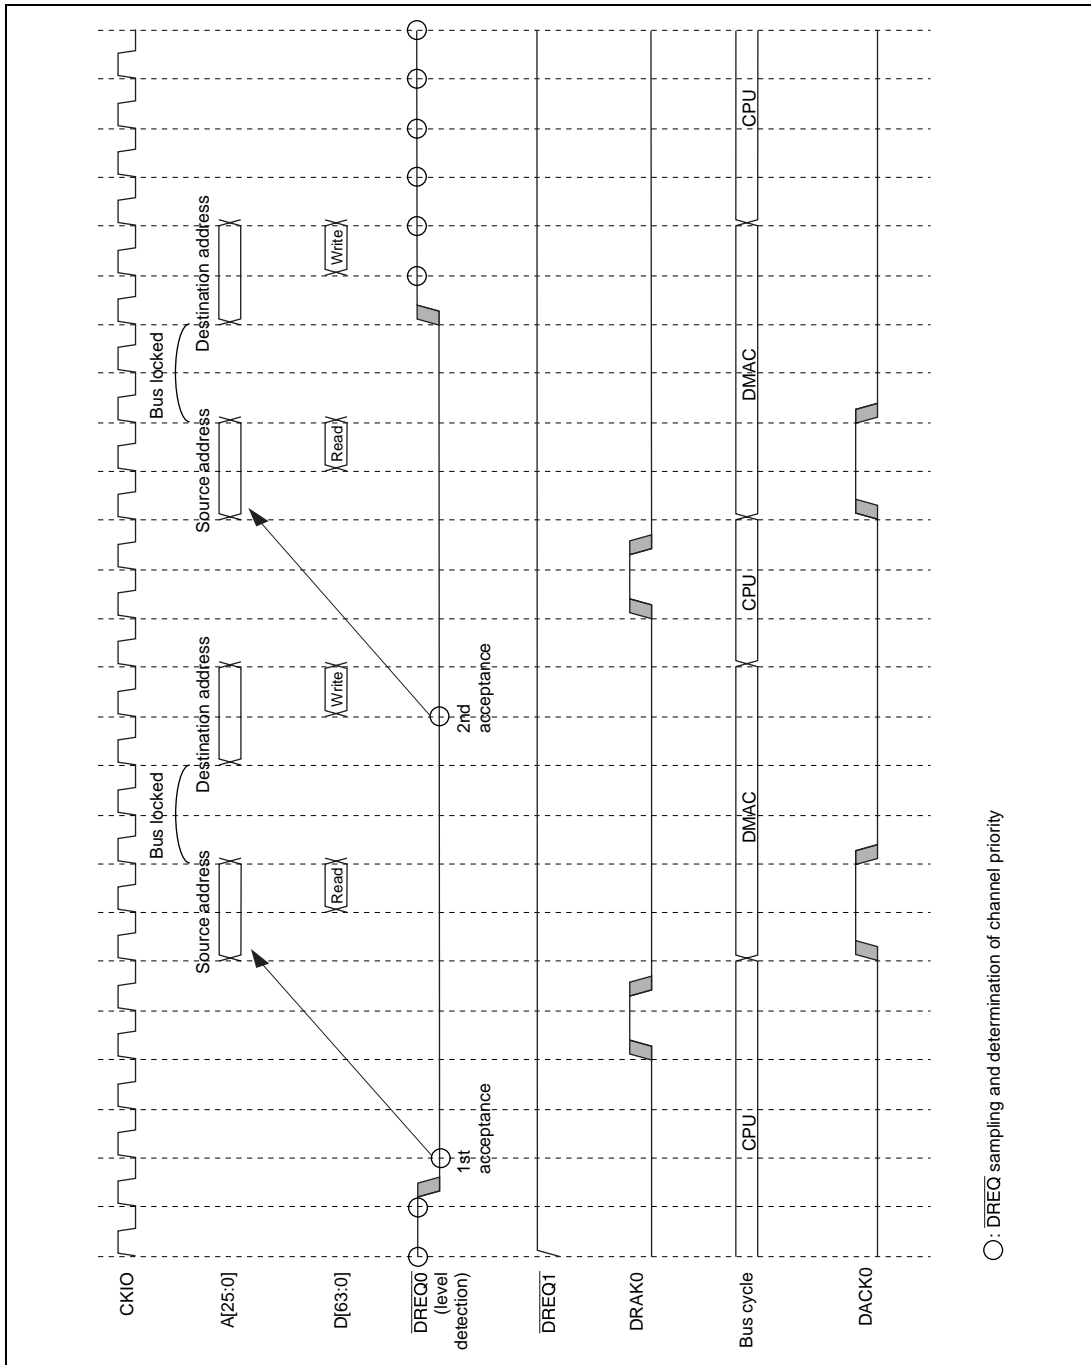 CKIO
Bus locked
Bus locked
Source address
Destination address
Source address
Destination address
A[25:0]
Read
Write
Read
Write
D[63:0]
DREQ0
(level
detection)
1st
acceptance
2nd
acceptance
DREQ1
DRAK0
CPU
DMAC
CPU
DMAC
CPU
Bus cycle
DACK0
: DREQ sampling and determination of channel priority